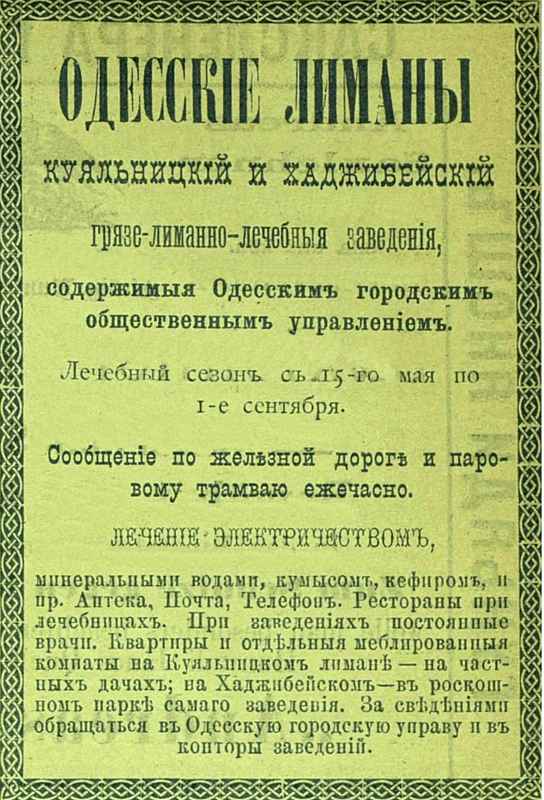 ОДЕССКІЕ ЛИМАНЫ
КУЯЛЬНИЦКІЙ И ХАДЖИБЕЙСКІЙ
грязе-лиманно-лечебныя заведенія,
содержимыя Одесскимъ городскимъ
общественнымъ управленіемъ.
Лечебный сезонъ съ 15-го мая по
1-е сентября.
Сообщеніе по желѣзной дорогѣ и паро-
вому трамваю ежечасно.
ЛЕЧЕНІЕ ЭЛЕКТРИЧЕСТВОМЪ,
минеральными водами, кумысомъ, кефиромъ, и
пр. Аптека, Почта, Телефонъ. Рестораны при
лечебницахъ. При заведеніяхъ постоянные
врачи. Квартиры и отдѣльныя меблированныя
комнаты на Куяльницкомъ лиманѣ — на част-
ныхъ дачахъ; на Хаджибейскомъ—въ роскош-
номъ паркѣ самаго заведенія. За свѣдѣніями
обращаться въ Одесскую городскую управу и въ
конторы заведеній.